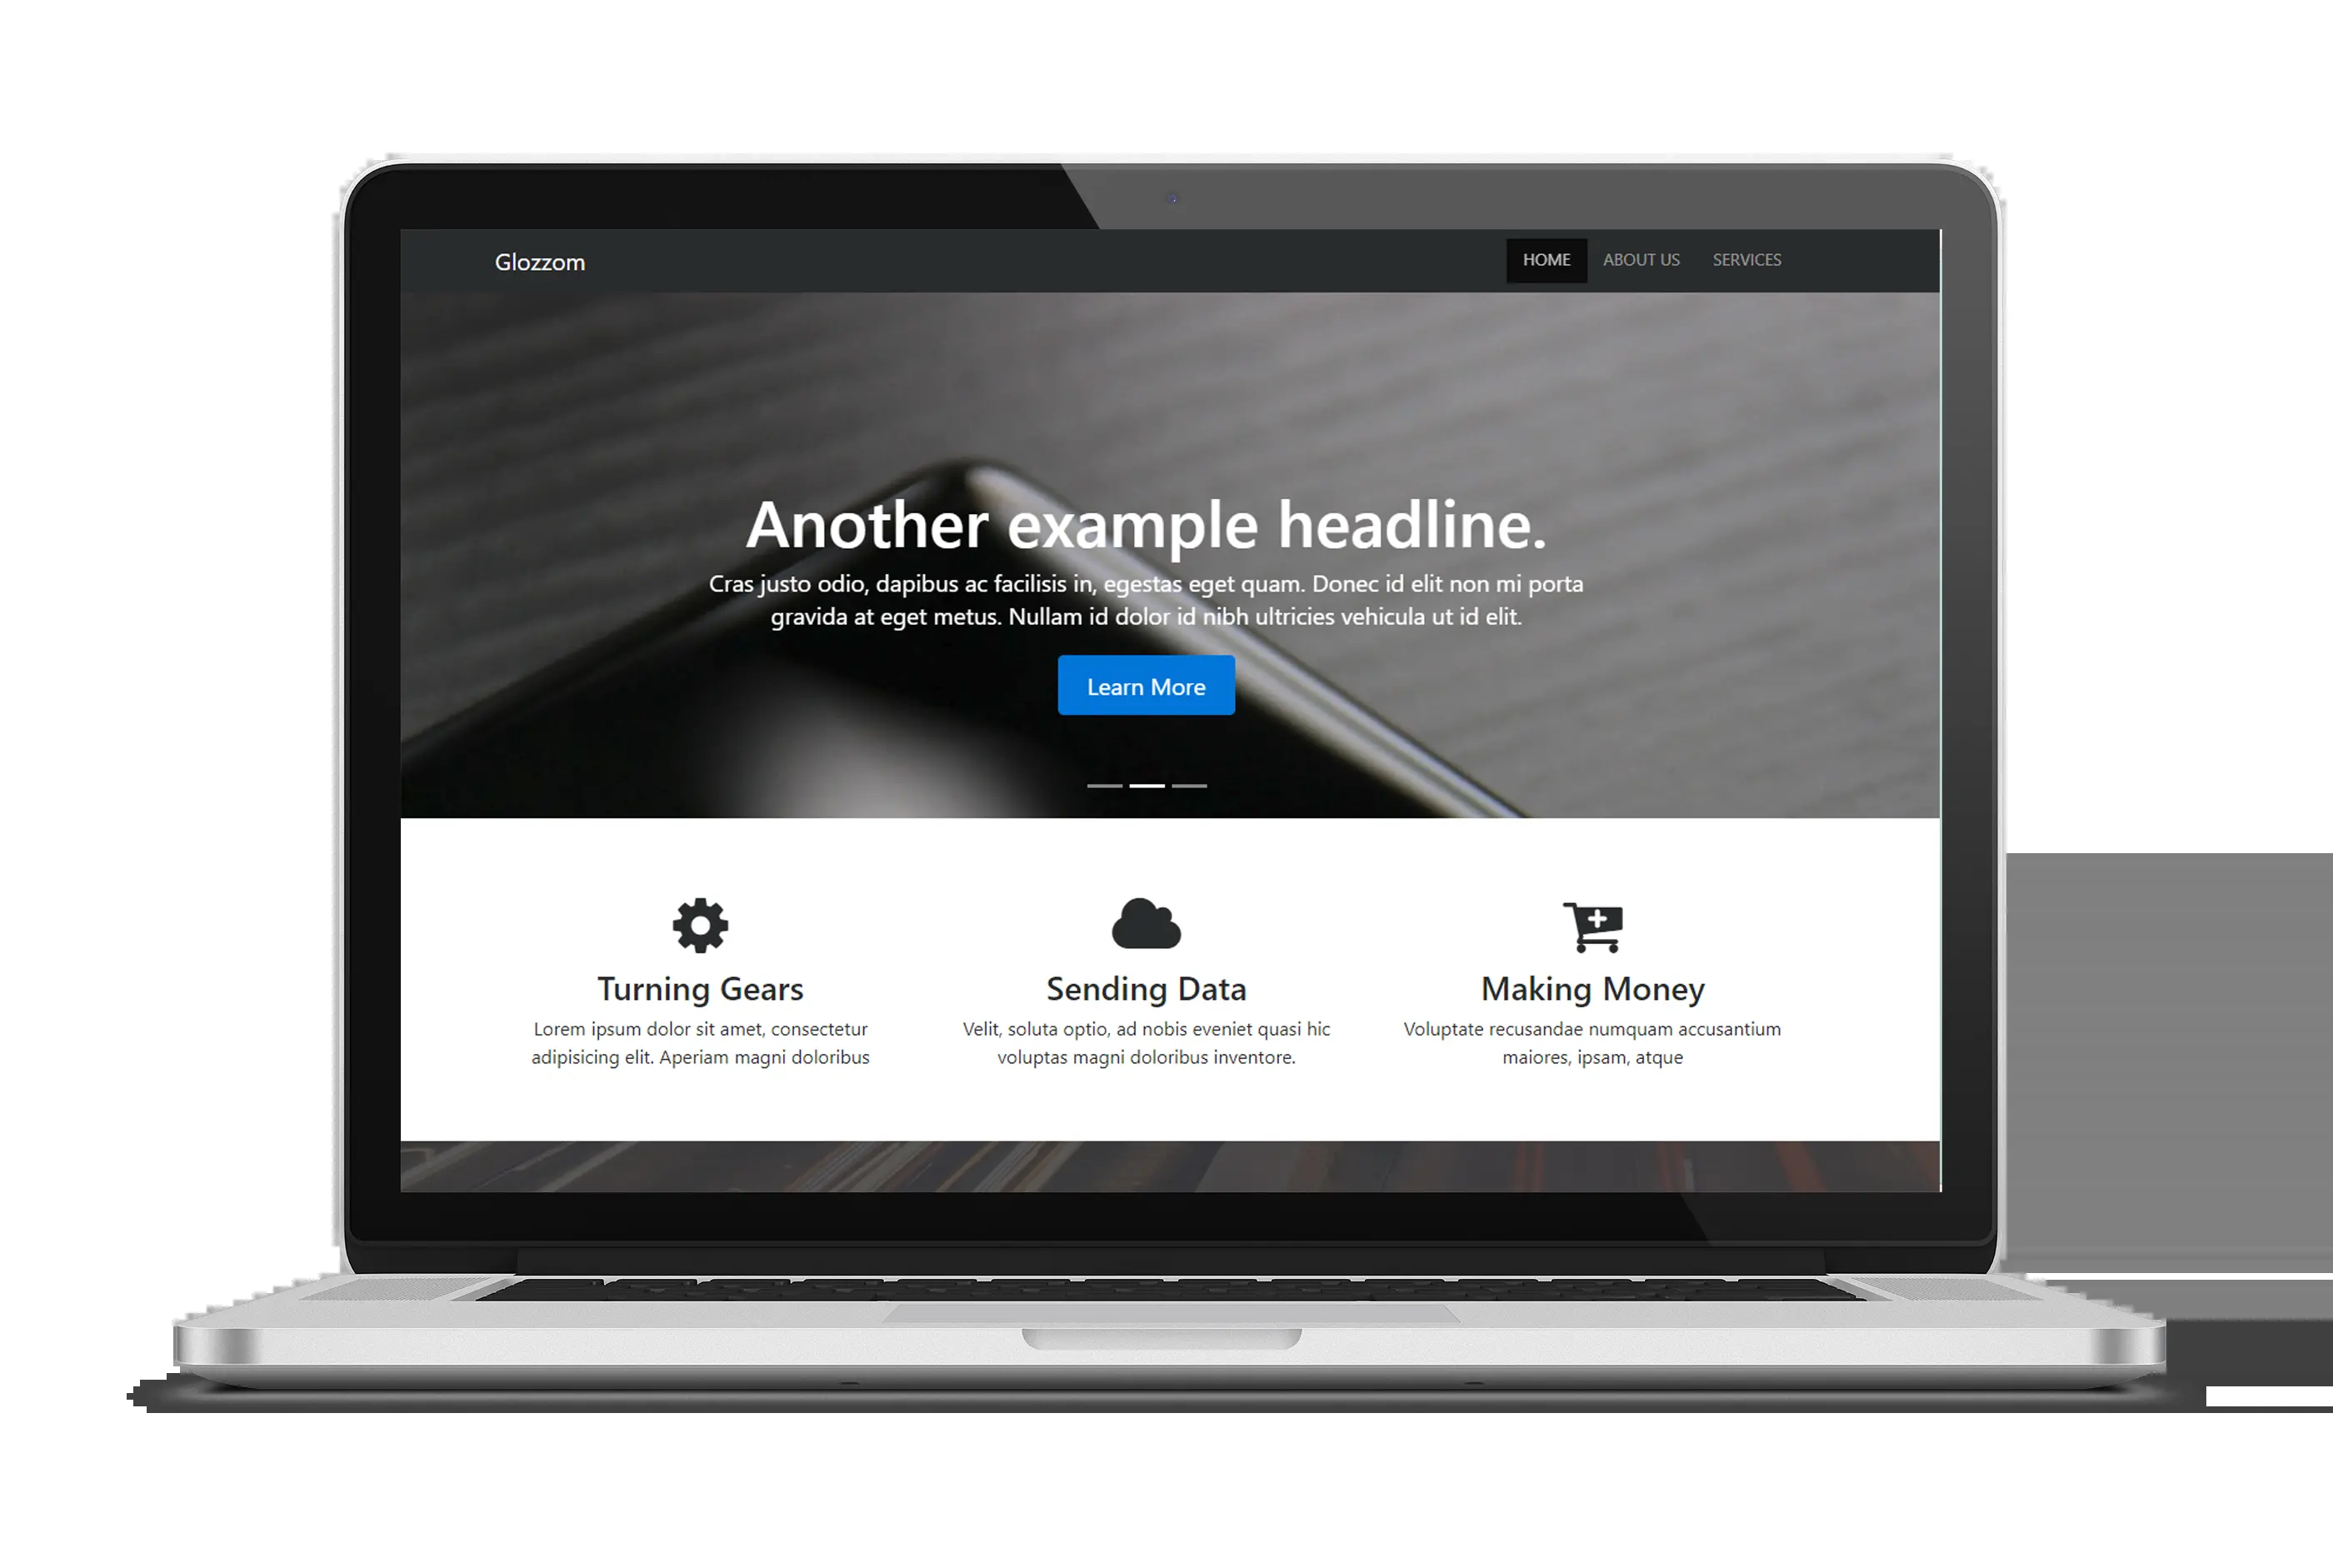 Glozzom
HOME ABOUT US SERVICES
Another example headline.
Cras justo odio, dapibus ac facilisis in, egestas eget quam. Donec id elit non mi porta
gravida at eget metus. Nullam id dolor id nibh ultricies vehicula ut id elit.
Learn More
Turning Gears
Lorem ipsum dolor sit amet, consectetur
adipisicing elit. Aperiam magni doloribus
Sending Data
Velit, soluta optio, ad nobis eveniet quasi hic
voluptas magni doloribus inventore.
Making Money
Voluptate recusandae numquam accusantium
maiores, ipsam, atque